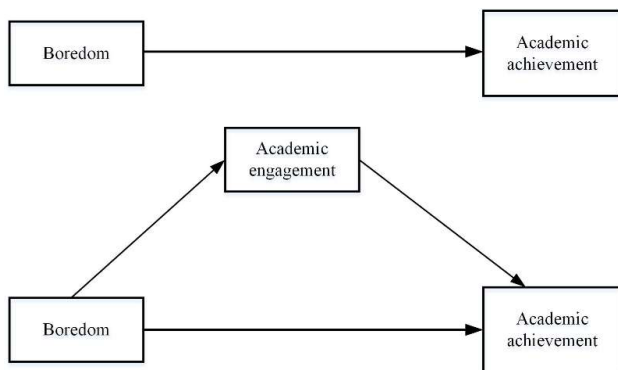 Boredom
Academic
achievement
Academic
engagement
Boredom
Academic
achievement